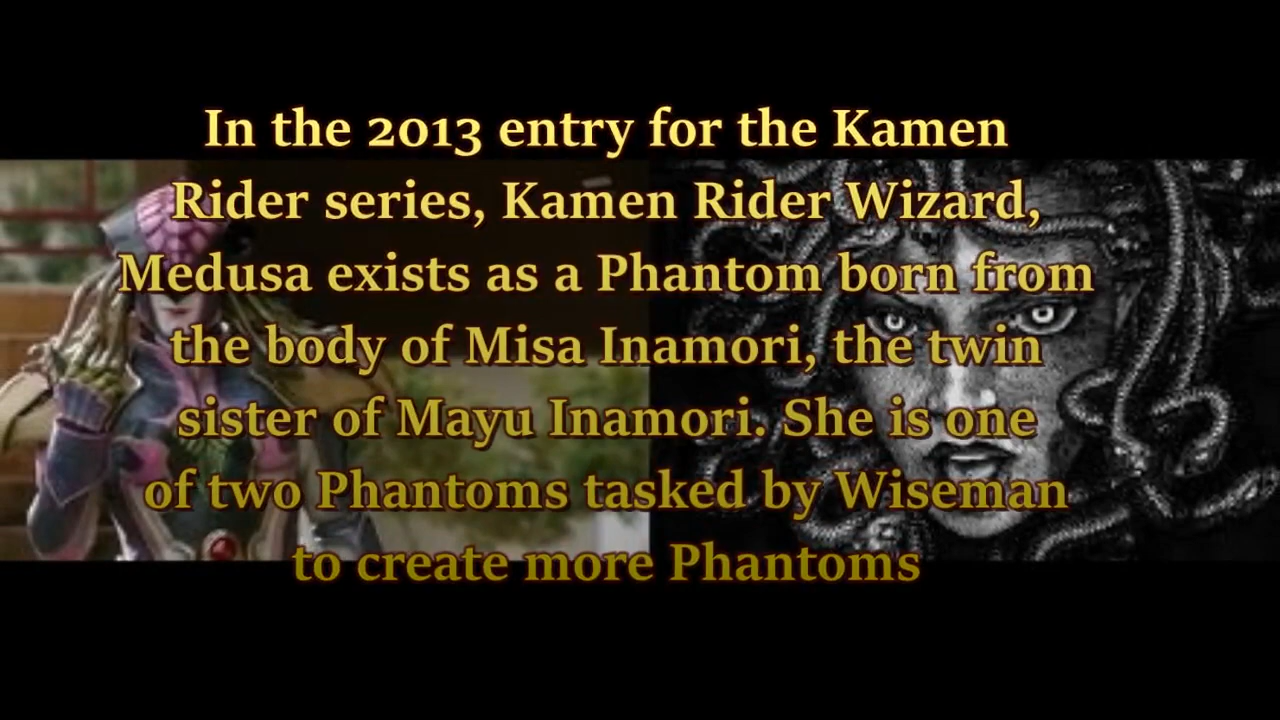 In the 2013 entry for the Kamen
Rider series, Kamen Rider Wizard,
Medusa exists as a Phantom born from
the body of Misa Inamori, the twin
sister of Mayu Inamori. She is one
of two Phantoms tasked by Wiseman
to create more Phantoms